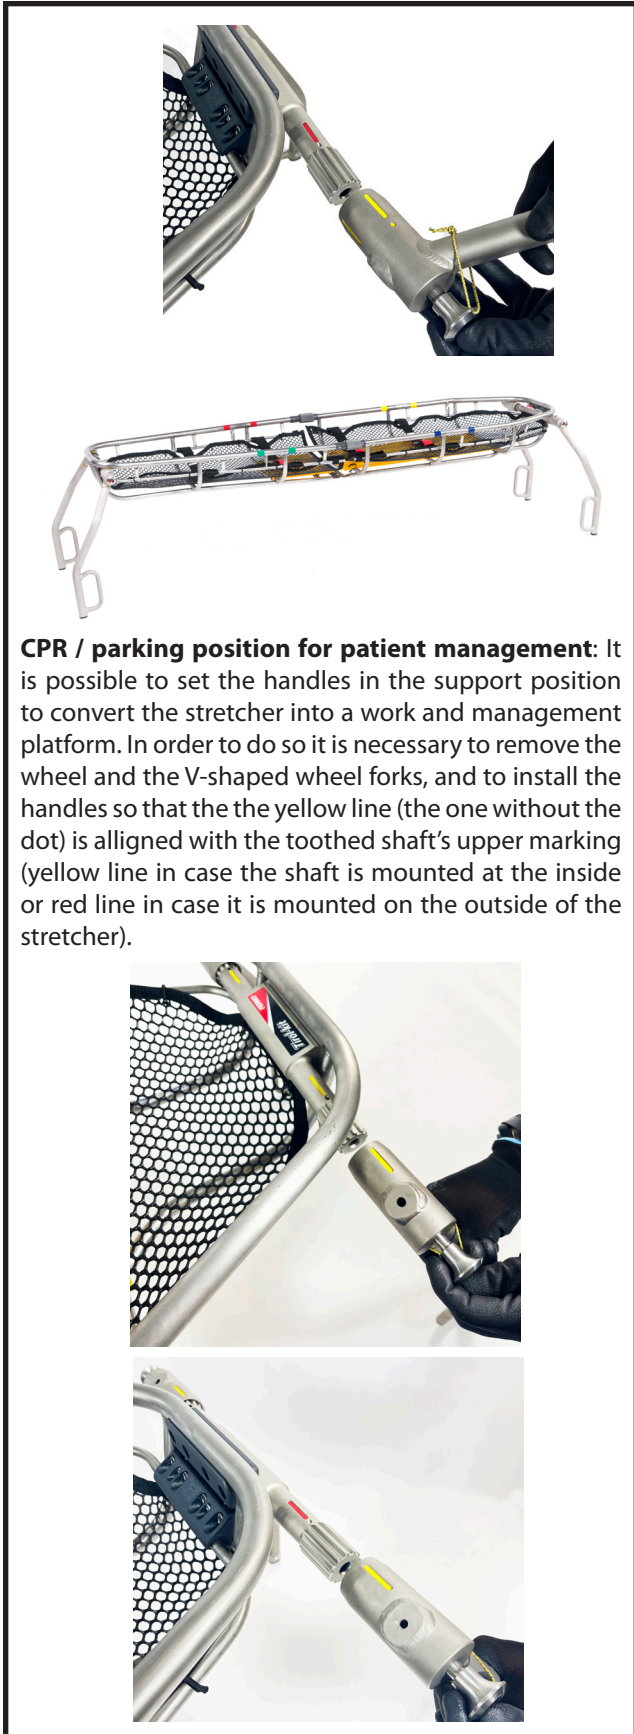 CPR / parking position for patient management: It
is possible to set the handles in the support position
to convert the stretcher into a work and management
platform. In order to do so it is necessary to remove the
wheel and the V-shaped wheel forks, and to install the
handles so that the the yellow line (the one without the
dot) is alligned with the toothed shaft's upper marking
(yellow line in case the shaft is mounted at the inside
or red line in case it is mounted on the outside of the
stretcher).
FERNO
Tirol-kit